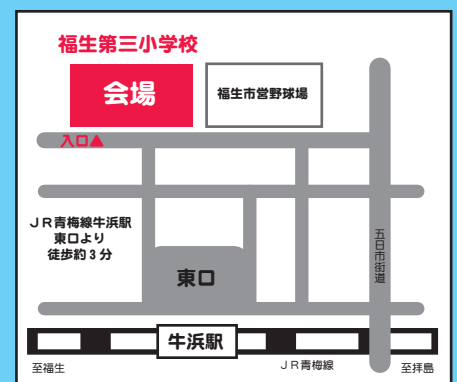 福生第三小学校
会場
福生市営野球場
入口▲
JR青梅線牛浜駅
東口より
徒歩約3分
五日市街道
東口
牛浜駅
至福生
JR青梅線
至拝島